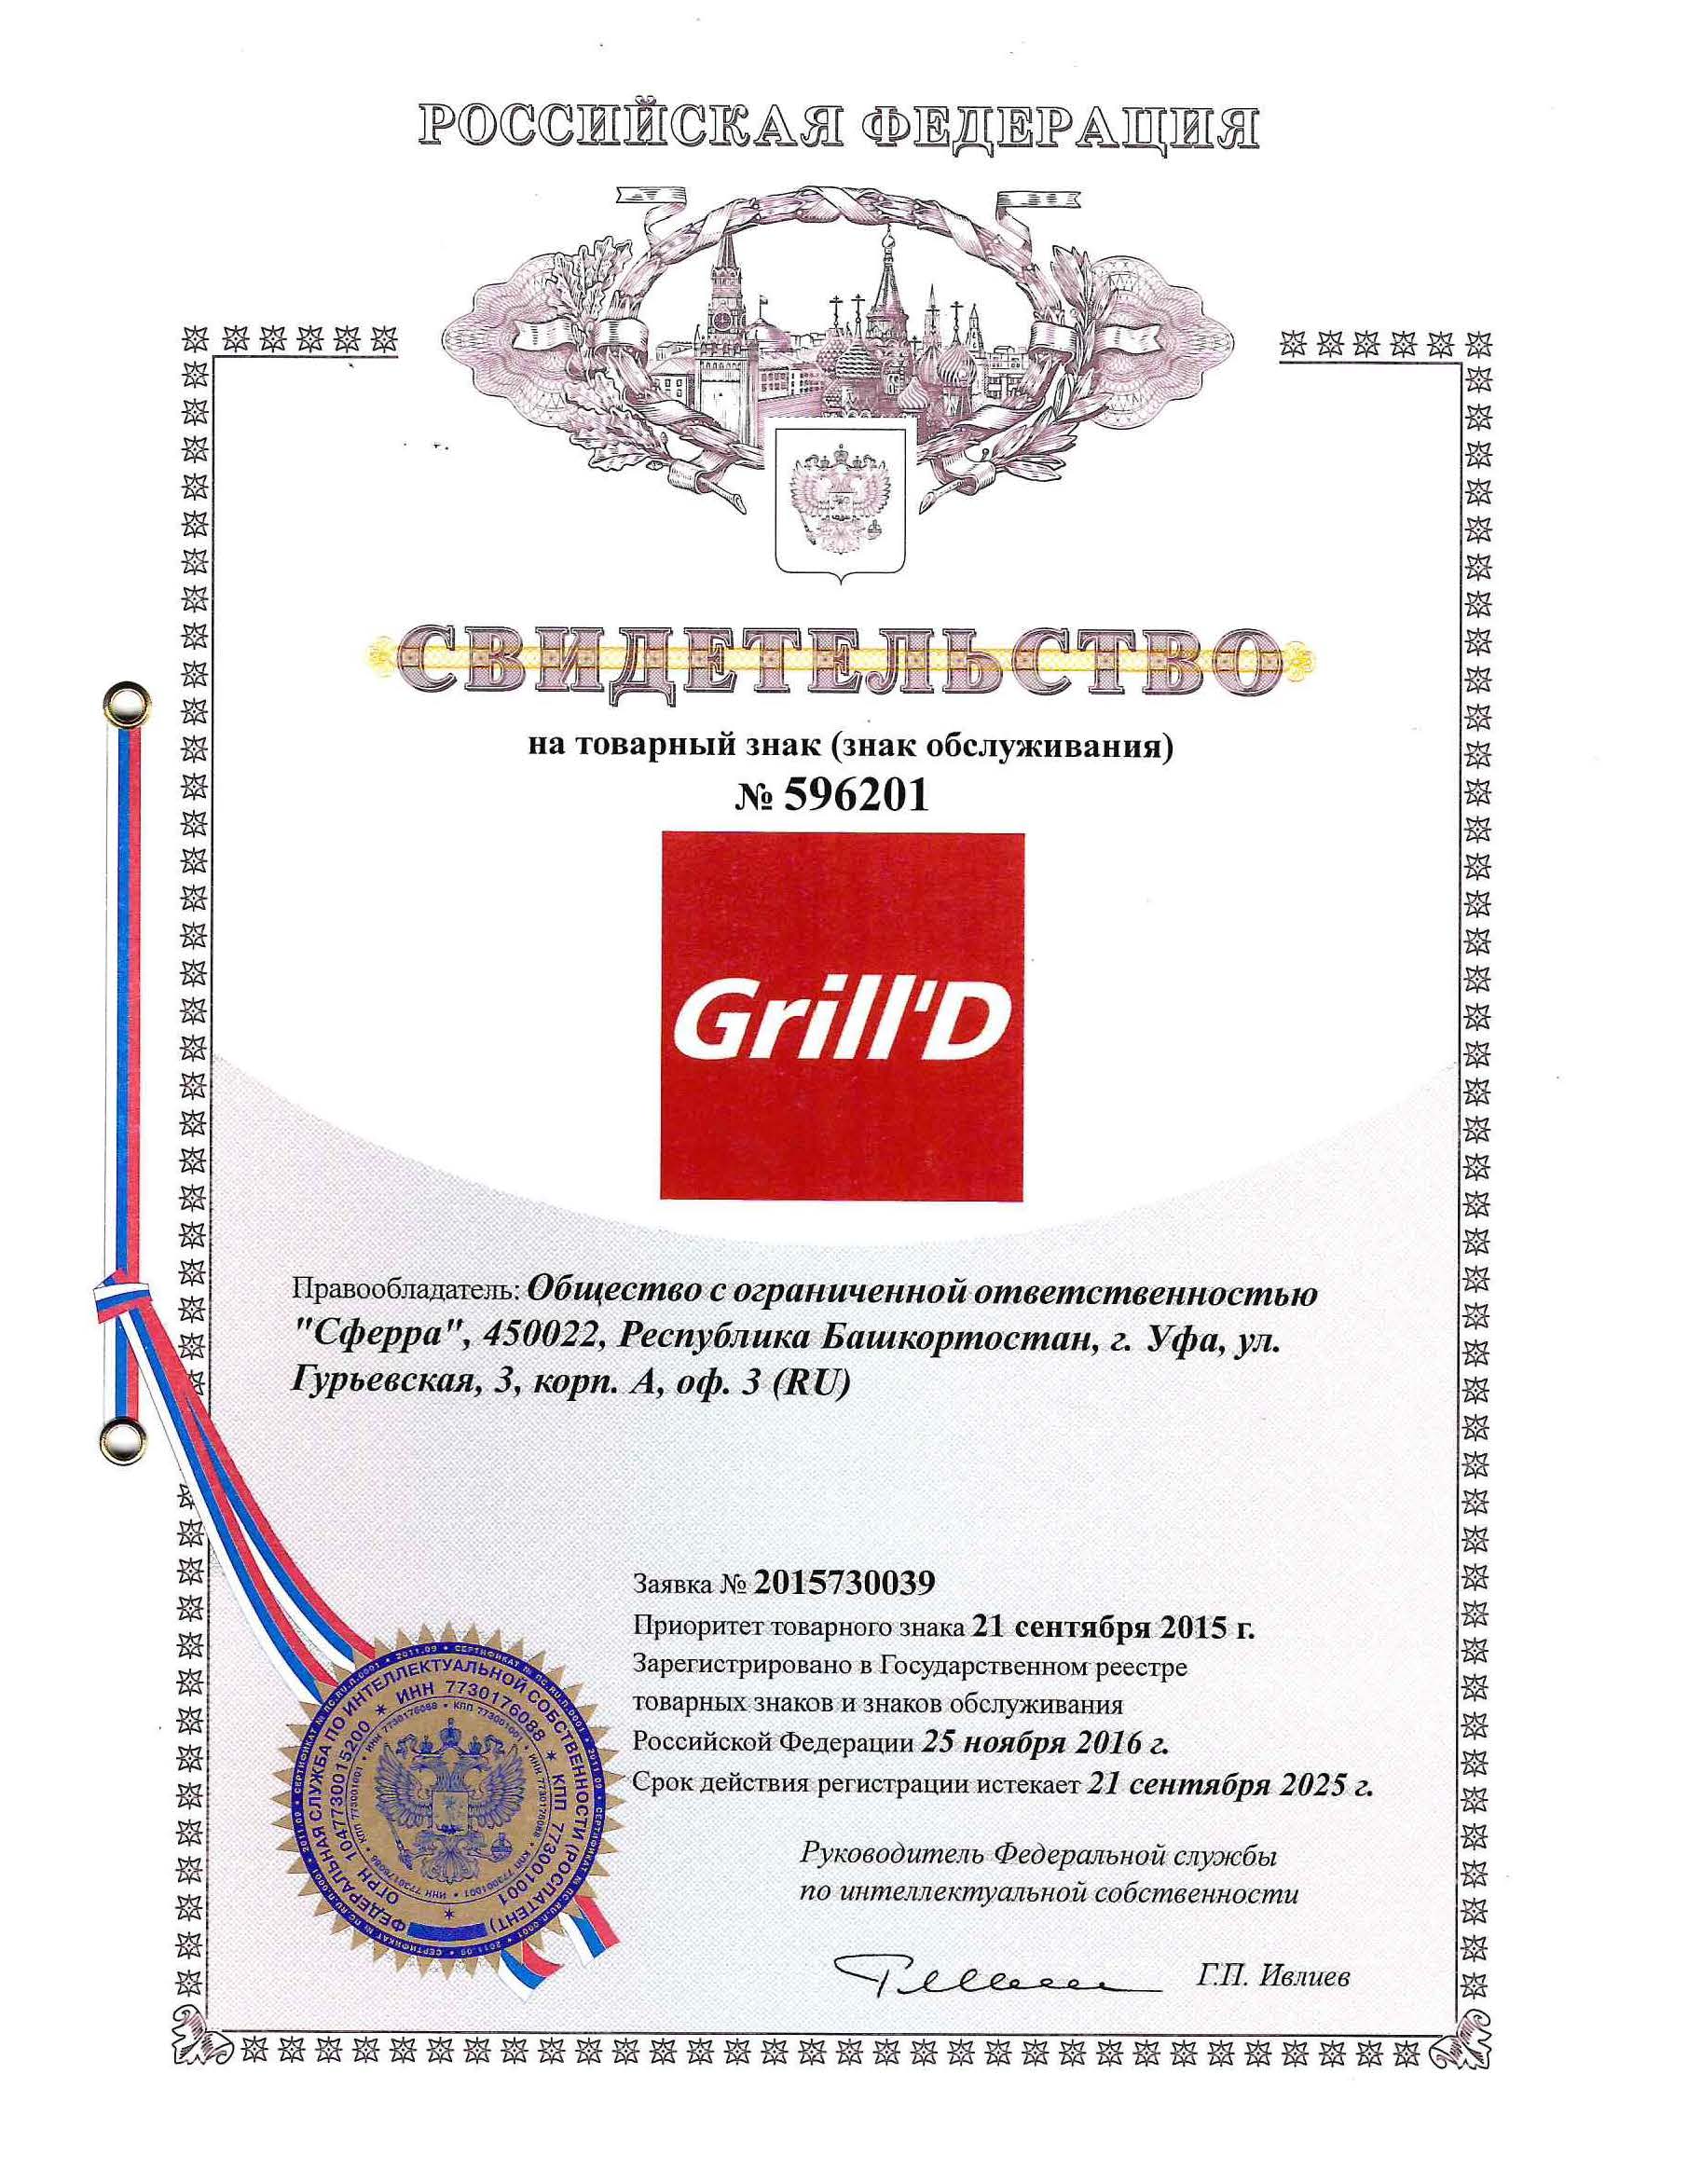 РОССИЙСКАЯ ФЕДЕРАЦИЯ
СВИДЕТЕЛЬСТВО
на товарный знак (знак обслуживания)
№ 596201
Grill'D
Правообладатель: Общество с ограниченной ответственностью
"Сферра", 450022, Республика Башкортостан, г. Уфа, ул.
Гурьевская, 3, корп. А, оф. 3 (RU)
Заявка № 2015730039
Приоритет товарного знака 21 сентября 2015 г.
Зарегистрировано в Государственном реестре
товарных знаков и знаков обслуживания
Российской Федерации 25 ноября 2016 г.
Срок действия регистрации истекает 21 сентября 2025 г.
Руководитель Федеральной службы
по интеллектуальной собственности
Г.П. Ивлиев
ФЕДЕРАЛЬНАЯ СЛУЖБА ПО ИНТЕЛЛЕКТУАЛЬНОЙ СОБСТВЕННОСТИ (РОСПАТЕНТ)
ОГРН 1047730015200 * ИНН 7730176088 * КПП 773001001 *